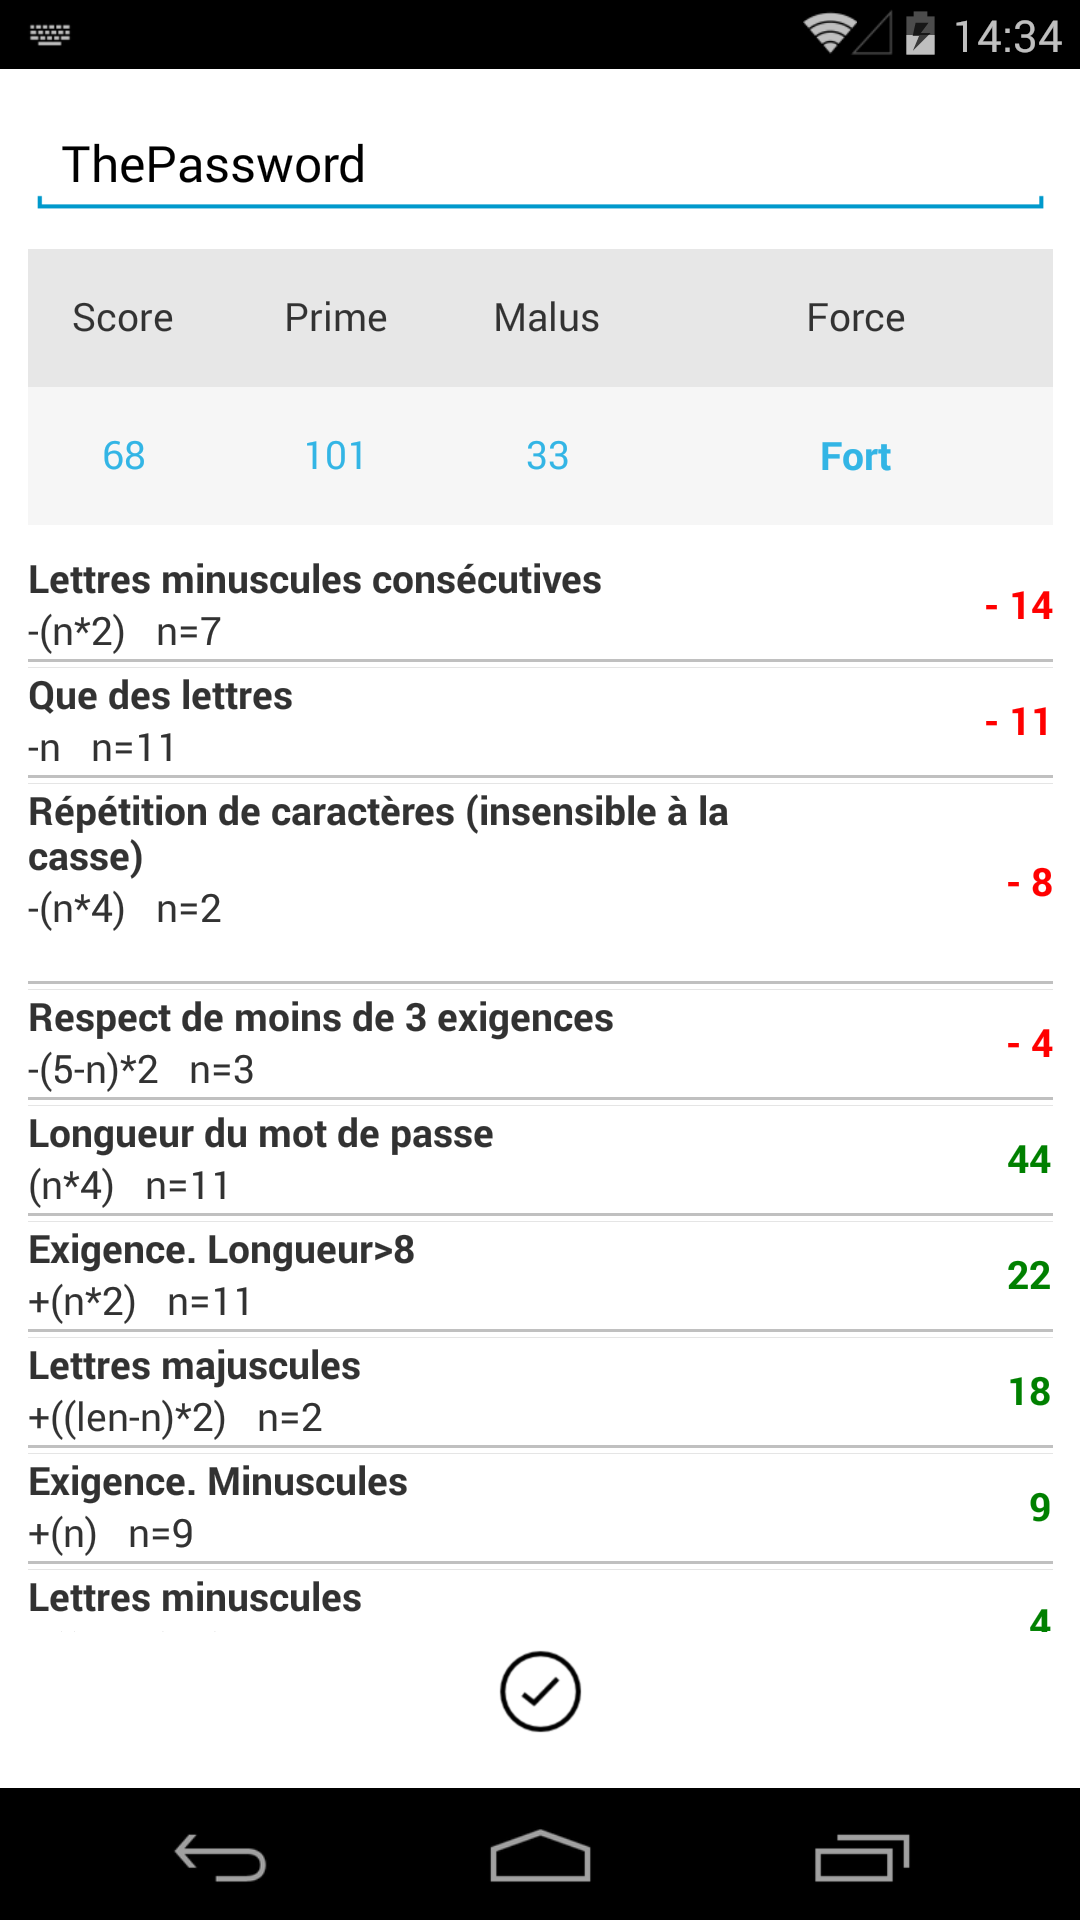 14:34
ThePassword
Score Prime Malus Force
68 101 33 Fort
Lettres minuscules consécutives
-(n*2) n=7
- 14
Que des lettres
-n n=11
- 11
Répétition de caractères (insensible à la
casse)
-(n*4) n=2
- 8
Respect de moins de 3 exigences
-(5-n)*2 n=3
- 4
Longueur du mot de passe
(n*4) n=11
44
Exigence. Longueur>8
+(n*2) n=11
22
Lettres majuscules
+((len-n)*2) n=2
18
Exigence. Minuscules
+(n) n=9
9
Lettres minuscules
4